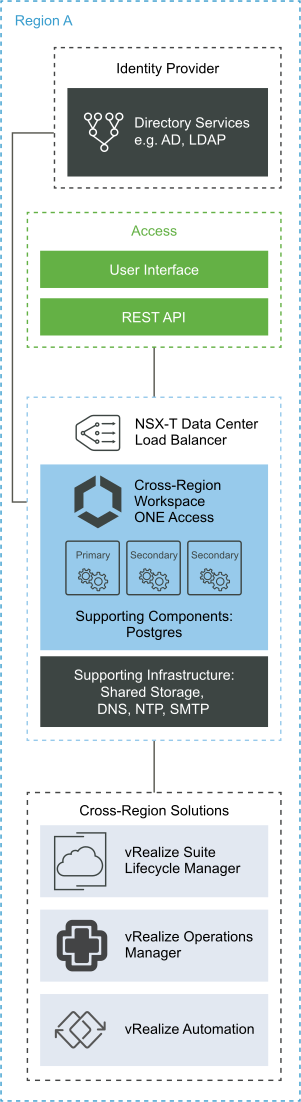 Region A
Identity Provider
Directory Services
e.g. AD, LDAP
Access
User Interface
REST API
NSX-T Data Center
Load Balancer
Cross-Region
Workspace
ONE Access
Primary
Secondary
Secondary
Supporting Components:
Postgres
Supporting Infrastructure:
Shared Storage,
DNS, NTP, SMTP
Cross-Region Solutions
vRealize Suite
Lifecycle Manager
vRealize Operations
Manager
vRealize Automation